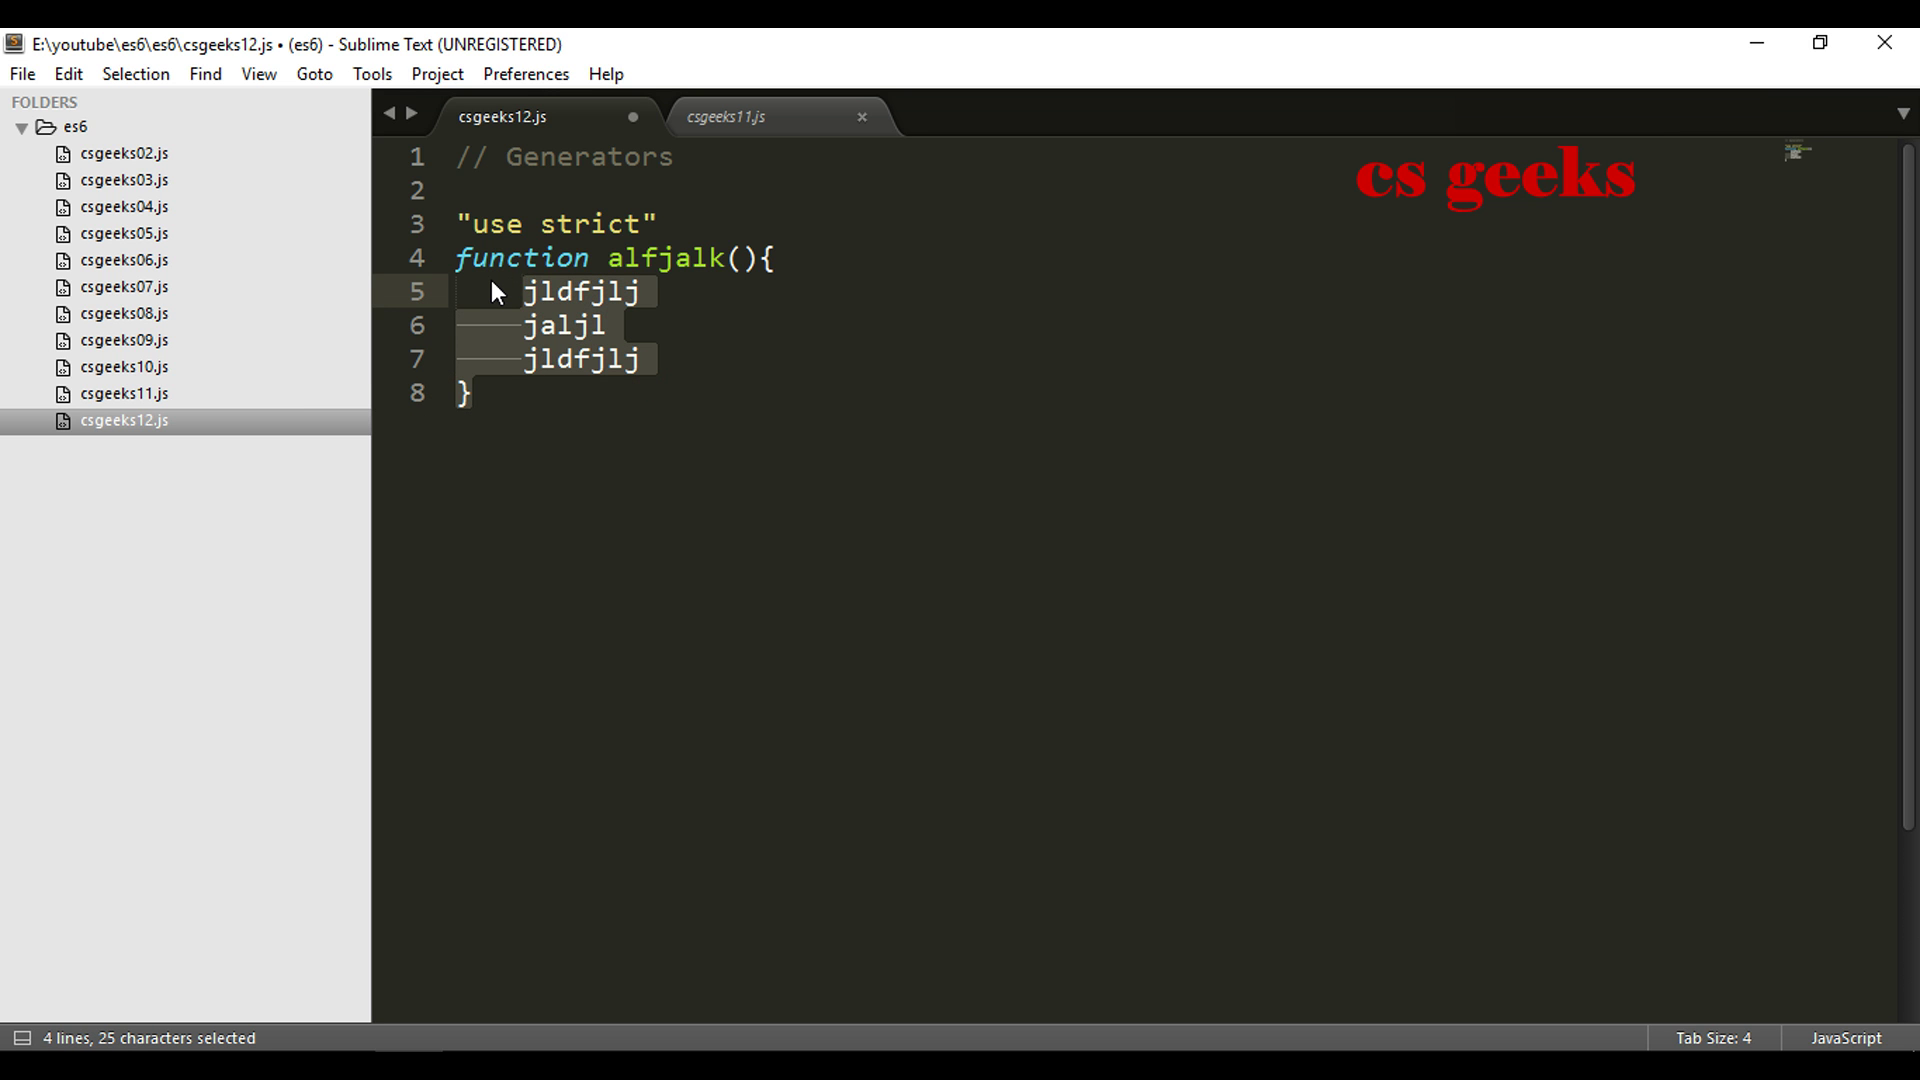 E:\youtube\es6\es6\csgeeks12.js • (es6) - Sublime Text (UNREGISTERED)
File Edit Selection Find View Goto Tools Project Preferences Help
FOLDERS
es6
csgeeks02.js
csgeeks03.js
csgeeks04.js
csgeeks05.js
csgeeks06.js
csgeeks07.js
csgeeks08.js
csgeeks09.js
csgeeks10.js
csgeeks11.js
csgeeks12.js
csgeeks12.js csgeeks11.js
cs geeks
1 // Generators
2
3 "use strict"
4 function alfjalk(){
5 jldfjlj
6 jaljl
7 jldfjlj
8 }
4 lines, 25 characters selected
Tab Size: 4 JavaScript